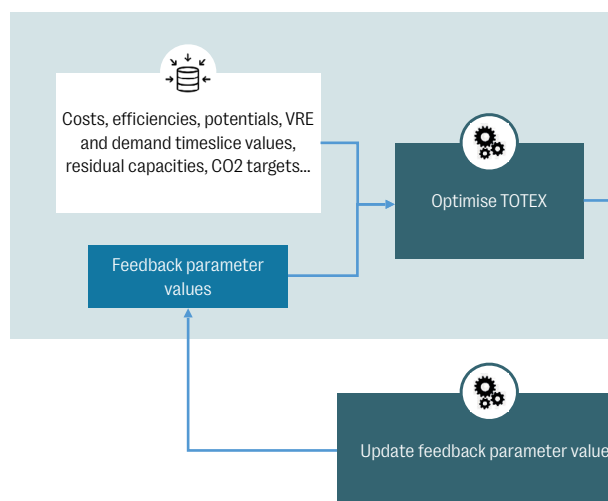 Costs, efficiencies, potentials, VRE
and demand timeslice values,
residual capacities, CO2 targets...
Optimise TOTEX
Feedback parameter
values
Update feedback parameter value